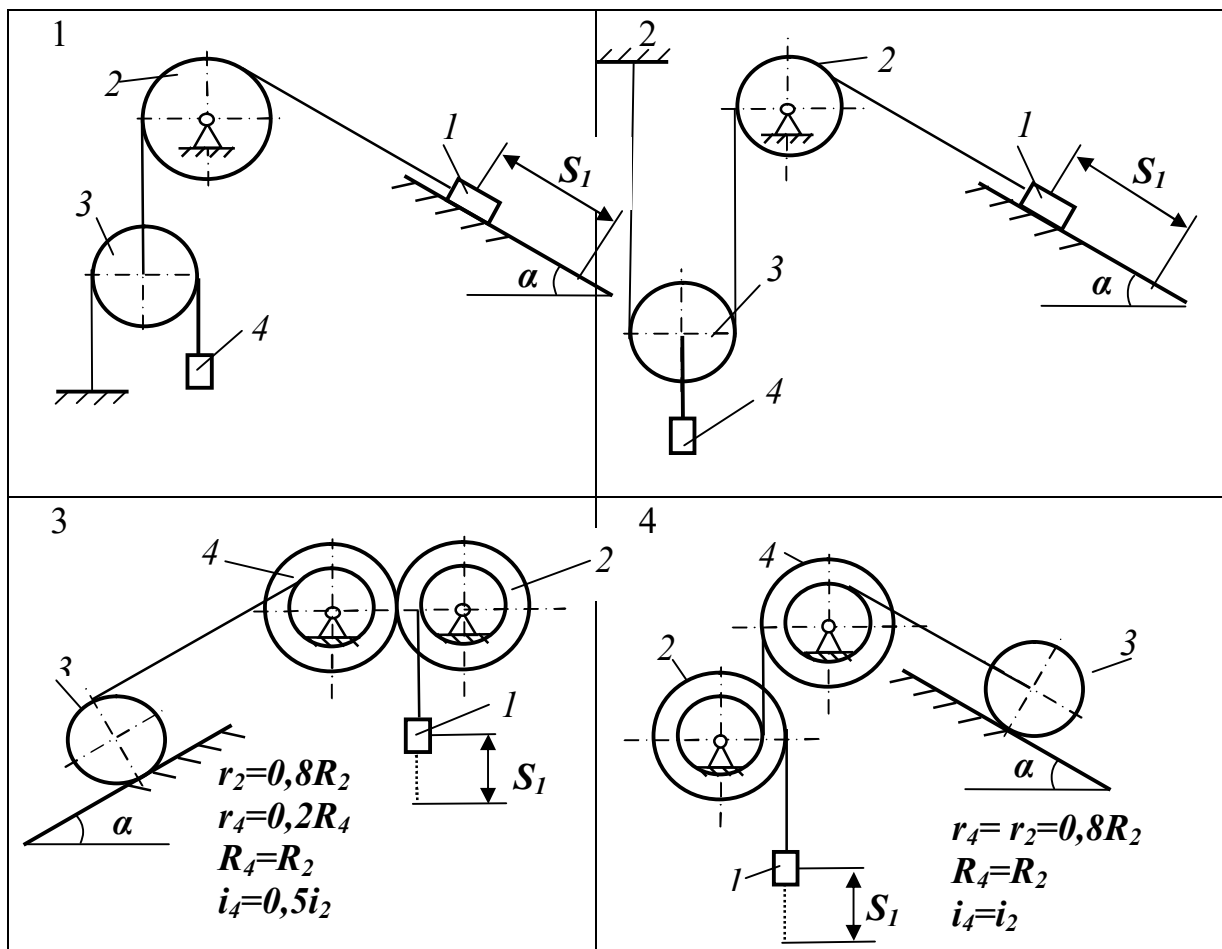 1
2
1
S1
3
α
4
2
2
1
S1
3
α
4
3
4
2
3
1
S1
α
r2=0,8R2
r4=0,2R4
R4=R2
i4=0,5i2
4
4
2
3
1
S1
α
r4= r2=0,8R2
R4=R2
i4=i2